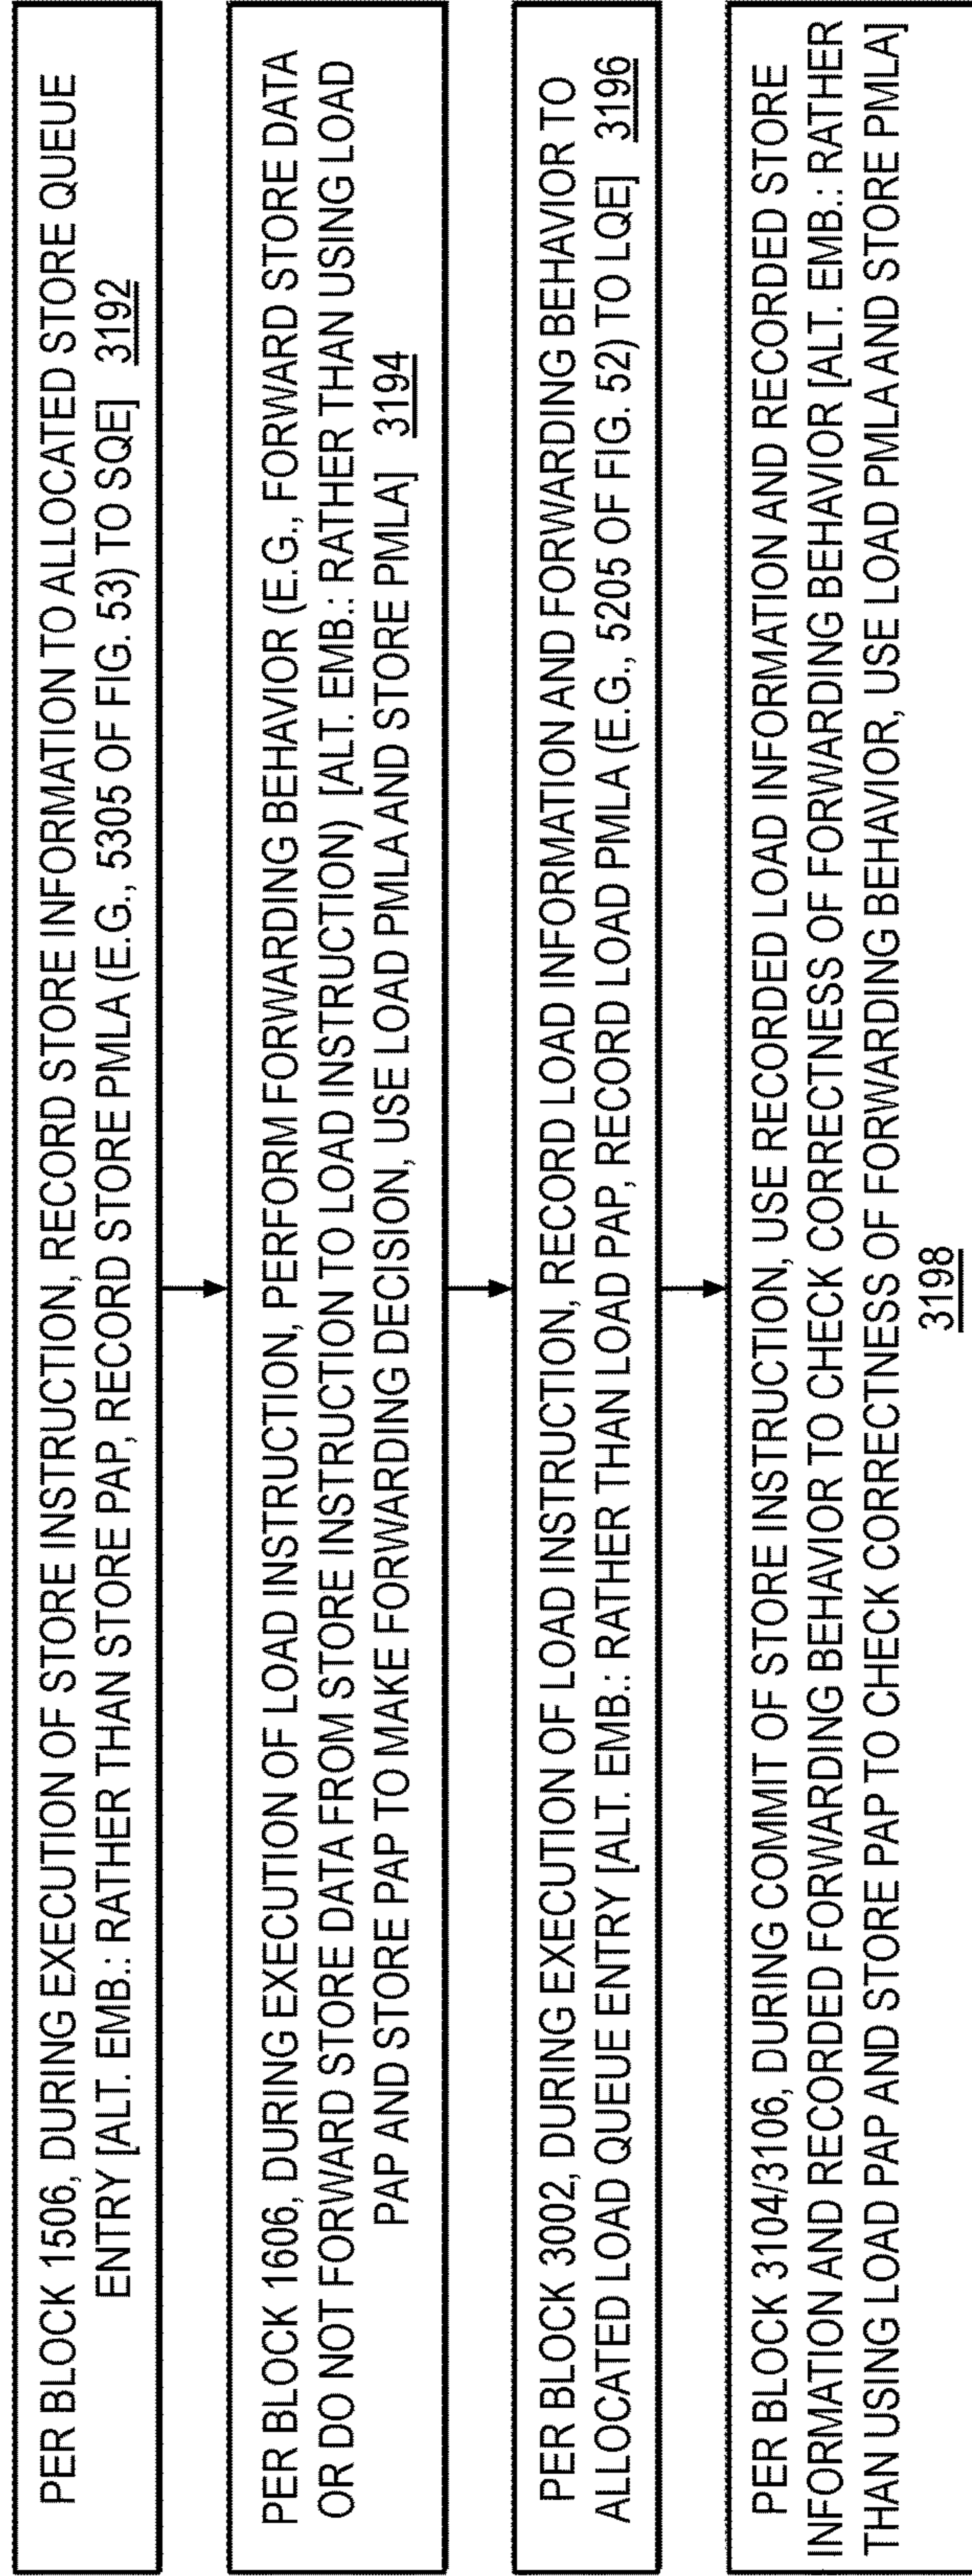 PER BLOCK 1506, DURING EXECUTION OF STORE INSTRUCTION, RECORD STORE INFORMATION TO ALLOCATED STORE QUEUE
ENTRY [ALT. EMB.: RATHER THAN STORE PAP, RECORD STORE PMLA (E.G., 5305 OF FIG. 53) TO SQE] 3192
PER BLOCK 1606, DURING EXECUTION OF LOAD INSTRUCTION, PERFORM FORWARDING BEHAVIOR (E.G., FORWARD STORE DATA
OR DO NOT FORWARD STORE DATA FROM STORE INSTRUCTION TO LOAD INSTRUCTION) [ALT. EMB.: RATHER THAN USING LOAD
PAP AND STORE PAP TO MAKE FORWARDING DECISION, USE LOAD PMLA AND STORE PMLA] 3194
PER BLOCK 3002, DURING EXECUTION OF LOAD INSTRUCTION, RECORD LOAD INFORMATION AND FORWARDING BEHAVIOR TO
ALLOCATED LOAD QUEUE ENTRY [ALT. EMB.: RATHER THAN LOAD PAP, RECORD LOAD PMLA (E.G., 5205 OF FIG. 52) TO LQE] 3196
PER BLOCK 3104/3106, DURING COMMIT OF STORE INSTRUCTION, USE RECORDED LOAD INFORMATION AND RECORDED STORE
INFORMATION AND RECORDED FORWARDING BEHAVIOR TO CHECK CORRECTNESS OF FORWARDING BEHAVIOR [ALT. EMB.: RATHER
THAN USING LOAD PAP AND STORE PAP TO CHECK CORRECTNESS OF FORWARDING BEHAVIOR, USE LOAD PMLA AND STORE PMLA]
3198